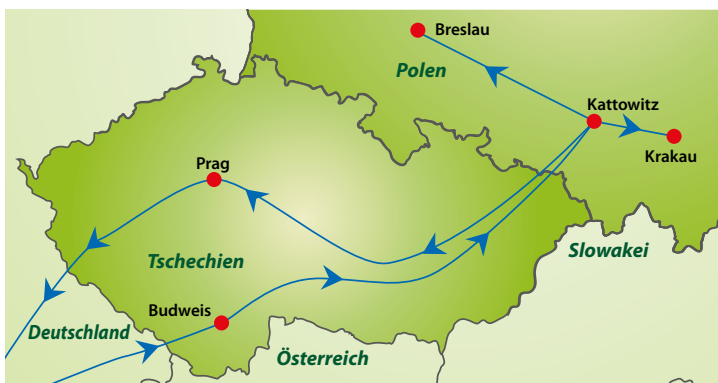 Breslau
Polen
Kattowitz
Krakau
Prag
Tschechien
Slowakei
Budweis
Deutschland
Österreich